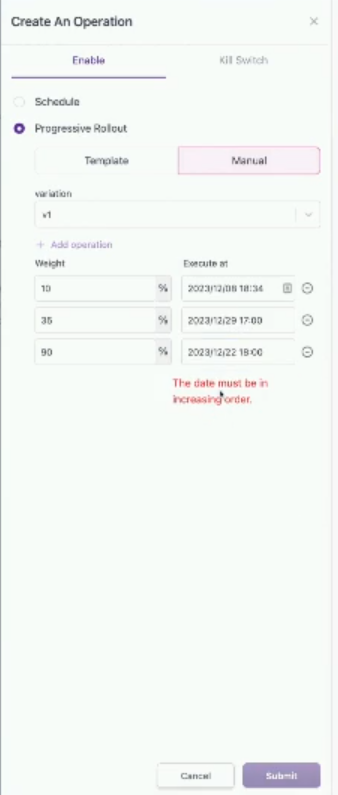 Create An Operation
Enable
Kill Switch
Schedule
Progressive Rollout
Template
Manual
variation
v1
+ Add operation
Weight
Execute at
10 %
2023/12/08 18:34
35 %
2023/12/29 17:00
90 %
2023/12/22 19:00
The date must be in
increasing order.
Cancel
Submit